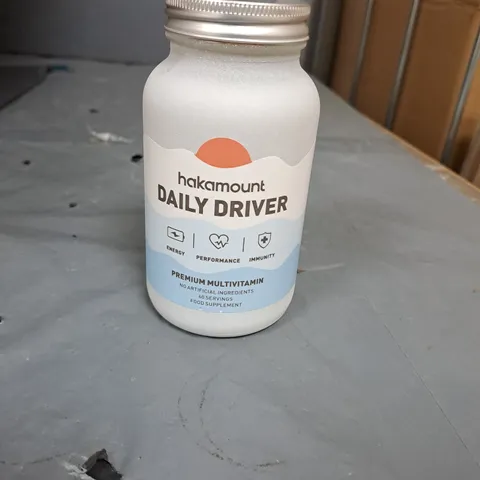 hakamount
DAILY DRIVER
ENERGY
PERFORMANCE
IMMUNITY
PREMIUM MULTIVITAMIN
NO ARTIFICIAL INGREDIENTS
60 SERVINGS
FOOD SUPPLEMENT